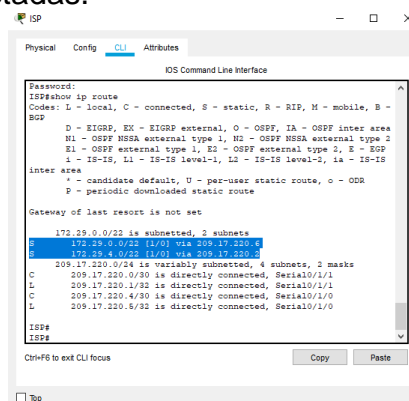 ctadas.
ISP
Physical Config CLI Attributes
IOS Command Line Interface
Password:
ISP$show ip route
Codes: L - local, C - connected, S - static, R - RIP, M - mobile, B -
BGP
D - EIGRP, EX - EIGRP external, O - OSPF, IA - OSPF inter area
N1 - OSPF NSSA external type 1, N2 - OSPF NSSA external type 2
E1 - OSPF external type 1, E2 - OSPF external type 2, E - EGP
i - IS-IS, L1 - IS-IS level-1, L2 - IS-IS level-2, ia - IS-IS
inter area
* - candidate default, U - per-user static route, o - ODR
P - periodic downloaded static route
Gateway of last resort is not set
172.29.0.0/22 is subnetted, 2 subnets
S 172.29.0.0/22 [1/0] via 209.17.220.6
S 172.29.4.0/22 [1/0] via 209.17.220.2
209.17.220.0/24 is variably subnetted, 4 subnets, 2 masks
C 209.17.220.0/30 is directly connected, Serial0/1/1
L 209.17.220.1/32 is directly connected, Serial0/1/1
C 209.17.220.4/30 is directly connected, Serial0/1/0
L 209.17.220.5/32 is directly connected, Serial0/1/0
ISP#
ISP#
Ctrl+F6 to exit CLI focus
Copy Paste
Top